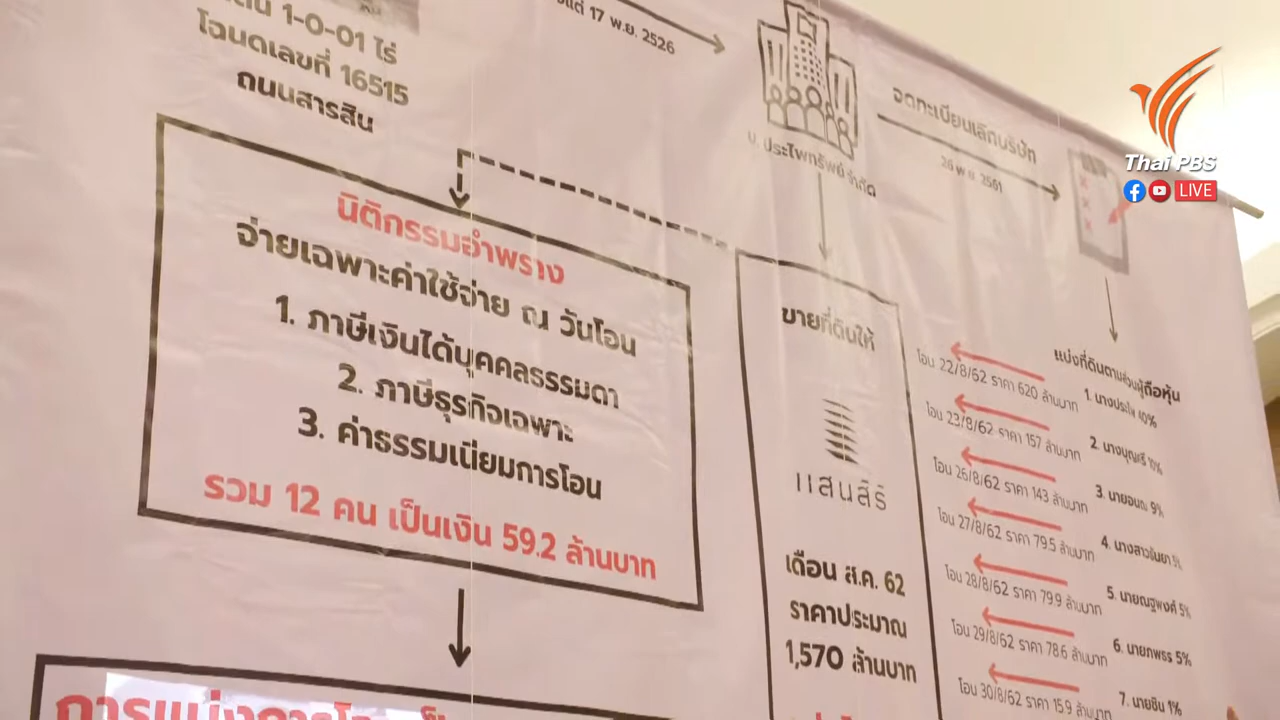 1-0-01 ไร่
โฉนดเลขที่ 16515
ถนนสารสิน
17 พ.ย. 2526
บ. ประไพทรัพย์ จำกัด
จดทะเบียนเลิกบริษัท
26 พ.ย. 2561
Thai PBS
LIVE
นิติกรรมอำพราง
จ่ายเฉพาะค่าใช้จ่าย ณ วันโอน
1. ภาษีเงินได้บุคคลธรรมดา
2. ภาษีธุรกิจเฉพาะ
3. ค่าธรรมเนียมการโอน
รวม 12 คน เป็นเงิน 59.2 ล้านบาท
ขายที่ดินให้
แสนสิริ
เดือน ส.ค. 62
ราคาประมาณ
1,570 ล้านบาท
โอน 22/8/62 ราคา 620 ล้านบาท
โอน 23/8/62 ราคา 157 ล้านบาท
โอน 26/8/62 ราคา 143 ล้านบาท
โอน 27/8/62 ราคา 79.5 ล้านบาท
โอน 28/8/62 ราคา 79.9 ล้านบาท
โอน 29/8/62 ราคา 78.6 ล้านบาท
โอน 30/8/62 ราคา 15.9 ล้านบาท
แบ่งที่ดินตามส่วนผู้ถือหุ้น
1. นางประไพ 40%
2. นางบุญศรี 10%
3. 9%
4. 5%
5. นายณฐพงศ์ 5%
6. นายภพธร 5%
7. นายชิน 1%